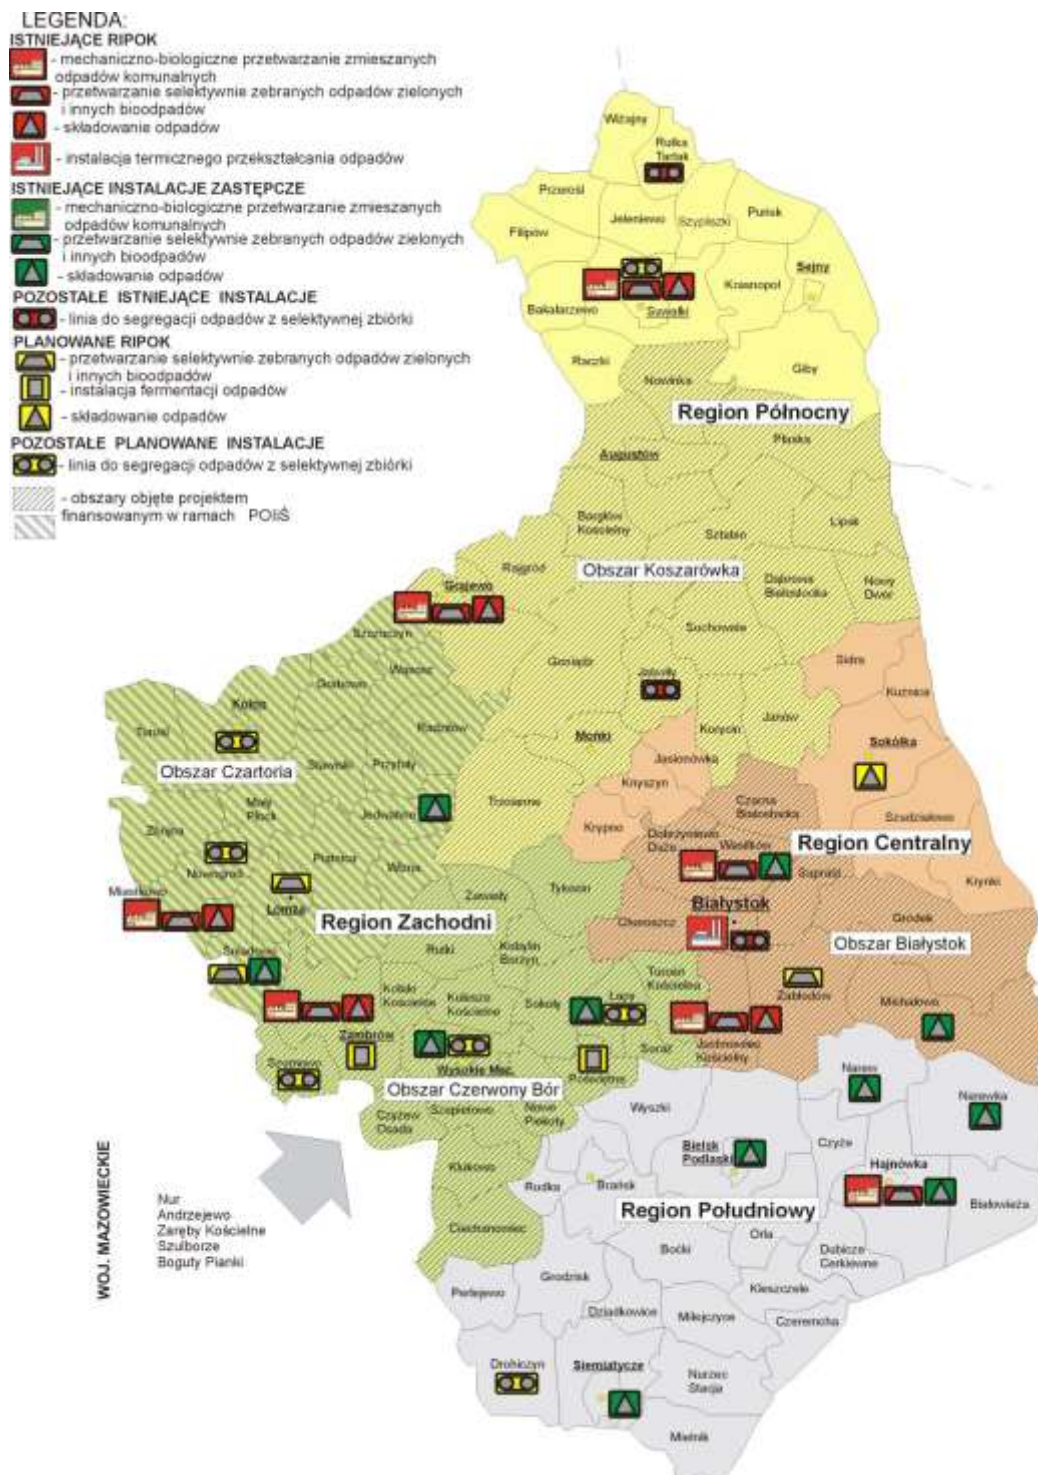 LEGENDA:
ISTNIEJĄCE RIPOK
- mechaniczno-biologiczne przetwarzanie zmieszanych
odpadów komunalnych
- przetwarzanie selektywnie zebranych odpadów zielonych
i innych bioodpadów
- składowanie odpadów
- instalacja termicznego przekształcania odpadów
ISTNIEJĄCE INSTALACJE ZASTĘPCZE
- mechaniczno-biologiczne przetwarzanie zmieszanych
odpadów komunalnych
- przetwarzanie selektywnie zebranych odpadów zielonych
i innych bioodpadów
- składowanie odpadów
POZOSTAŁE ISTNIEJĄCE INSTALACJE
- linia do segregacji odpadów z selektywnej zbiórki
PLANOWANE RIPOK
- przetwarzanie selektywnie zebranych odpadów zielonych
i innych bioodpadów
- instalacja fermentacji odpadów
- składowanie odpadów
POZOSTAŁE PLANOWANE INSTALACJE
- linia do segregacji odpadów z selektywnej zbiórki
- obszary objęte projektem
finansowanym w ramach POIiŚ
Wiżajny
Rutka
Tartak
Przerośl
Jeleniewo
Szypliszki
Puńsk
Filipów
Sejny
Krasnopol
Bakałarzewo
Suwałki
Raczki
Giby
Nowinka
Region Północny
Płaska
Augustów
Bargłów
Kościelny
Sztabin
Lipsk
Rajgród
Obszar Koszarówka
Dąbrowa
Białostocka
Nowy
Dwór
Grajewo
Szczuczyn
Suchowola
Wąsosz
Goniądz
Jaświły
Sidra
Kuźnica
Grabowo
Kolno
Radziłów
Korycin
Janów
Turośl
Mońki
Sokółka
Obszar Czartoria
Stawiski
Przytuły
Jasionówka
Knyszyn
Mały
Płock
Jedwabne
Trzcianne
Czarna
Białostocka
Krypno
Szudziałowo
Zbójna
Dobrzyniewo
Duże
Wasilków
Region Centralny
Nowogród
Piątnica
Wizna
Supraśl
Krynki
Miastkowo
Łomża
Zawady
Tykocin
Białystok
Region Zachodni
Choroszcz
Gródek
Obszar Białystok
Śniadowo
Rutki
Kobylin
Borzymy
Turośń
Kościelna
Kołaki
Kościelne
Kulesze
Kościelne
Sokoły
Łapy
Zabłudów
Michałowo
Zambrów
Juchnowiec
Kościelny
Szumowo
Wysokie Maz.
Poświętne
Suraż
Obszar Czerwony Bór
Narew
Narewka
Czyżew
Osada
Szepietowo
Nowe
Piekuty
Wyszki
Czyże
Bielsk
Podlaski
Klukowo
Hajnówka
Rudka
Brańsk
Białowieża
Region Południowy
Ciechanowiec
Orla
Boćki
Dubicze
Cerkiewne
Grodzisk
Perlejewo
Kleszczele
Dziadkowice
Milejczyce
Czeremcha
Drohiczyn
Siemiatycze
Nurzec
Stacja
Mielnik
WOJ. MAZOWIECKIE
Nur
Andrzejewo
Zaręby Kościelne
Szulborze
Boguty Pianki